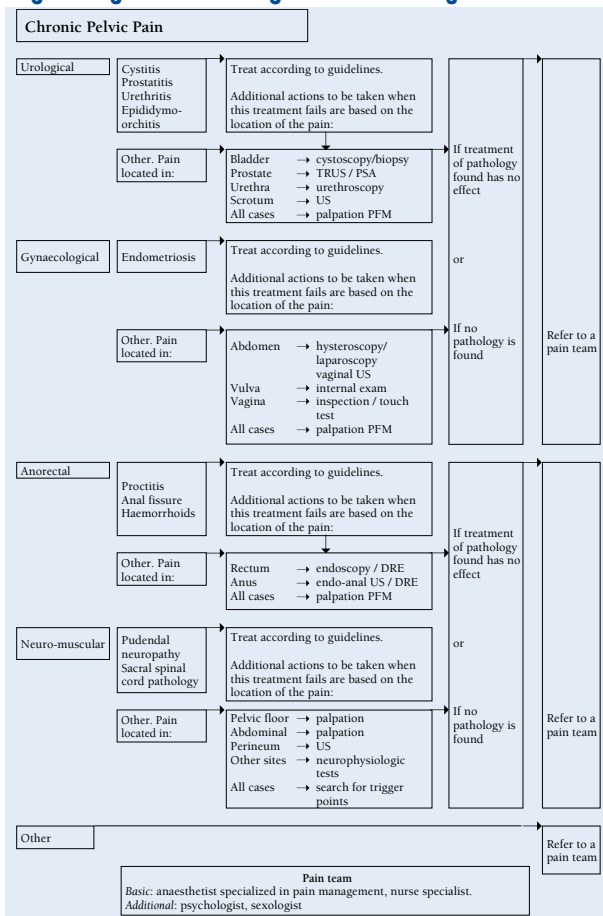 Chronic Pelvic Pain
Urological
Cystitis
Prostatitis
Urethritis
Epididymo-
orchitis
Treat according to guidelines.
Additional actions to be taken when
this treatment fails are based on the
location of the pain:
Other. Pain
located in:
Bladder → cystoscopy/biopsy
Prostate → TRUS / PSA
Urethra → urethroscopy
Scrotum → US
All cases → palpation PFM
If treatment
of pathology
found has no
effect
or
If no
pathology is
found
Refer to a
pain team
Gynaecological
Endometriosis
Treat according to guidelines.
Additional actions to be taken when
this treatment fails are based on the
location of the pain:
Other. Pain
located in:
Abdomen → hysteroscopy/
laparoscopy
vaginal US
Vulva → internal exam
Vagina → inspection / touch
test
All cases → palpation PFM
Anorectal
Proctitis
Anal fissure
Haemorrhoids
Treat according to guidelines.
Additional actions to be taken when
this treatment fails are based on the
location of the pain:
Other. Pain
located in:
Rectum → endoscopy / DRE
Anus → endo-anal US / DRE
All cases → palpation PFM
If treatment
of pathology
found has no
effect
or
If no
pathology is
found
Refer to a
pain team
Neuro-muscular
Pudendal
neuropathy
Sacral spinal
cord pathology
Treat according to guidelines.
Additional actions to be taken when
this treatment fails are based on the
location of the pain:
Other. Pain
located in:
Pelvic floor → palpation
Abdominal → palpation
Perineum → US
Other sites → neurophysiologic
tests
All cases → search for trigger
points
Other
Refer to a
pain team
Pain team
Basic: anaesthetist specialized in pain management, nurse specialist.
Additional: psychologist, sexologist